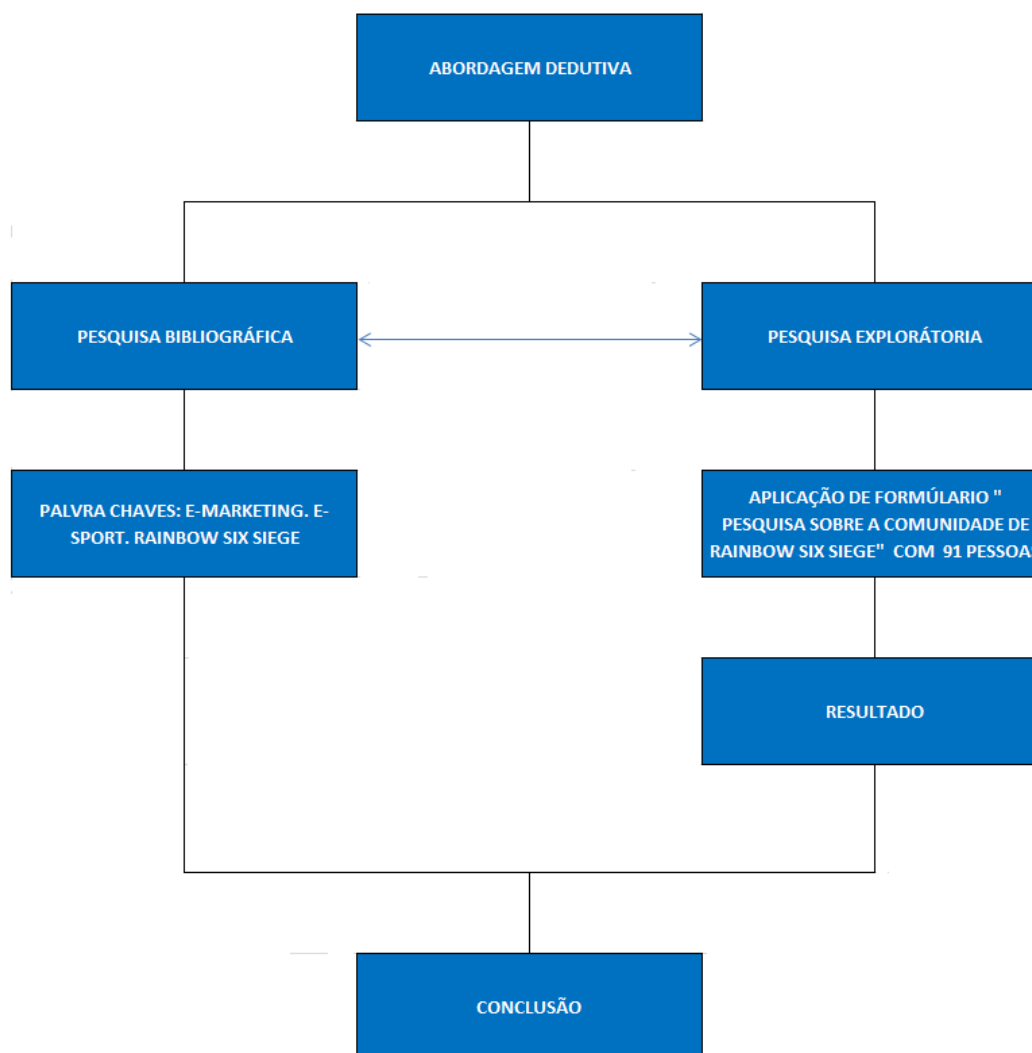 ABORDAGEM DEDUTIVA
PESQUISA BIBLIOGRÁFICA
PESQUISA EXPLORÁTORIA
PALVRA CHAVES: E-MARKETING. E-
SPORT. RAINBOW SIX SIEGE
APLICAÇÃO DE FORMÚLARIO "
PESQUISA SOBRE A COMUNIDADE DE
RAINBOW SIX SIEGE" COM 91 PESSOA
RESULTADO
CONCLUSÃO